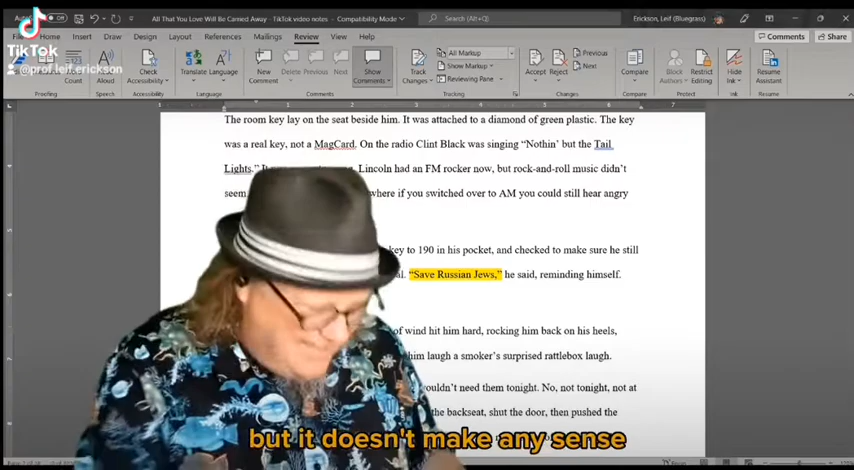 AutoSave
All That You Love Will Be Carried Away - TikTok video notes - Compatibility Mode
Search (Alt+Q)
Erickson, Leif (Bluegrass)
TikTok
@prof.leif.erickson
Home Insert Draw Design Layout References Mailings Review View Help
Comments Share
Read Aloud
Word Count
Check Accessibility
Translate Language
New Comment
Delete Previous Next
Show Comments
Track Changes
All Markup
Show Markup
Reviewing Pane
Accept Reject
Previous
Next
Compare
Block Authors
Restrict Editing
Hide Ink
Resume Assistant
Speech Accessibility Language Comments Tracking Changes Compare Protect Ink Resume
The room key lay on the seat beside him. It was attached to a diamond of green plastic. The key
was a real key, not a MagCard. On the radio Clint Black was singing “Nothin’ but the Tail
Lights.” Lincoln had an FM rocker now, but rock-and-roll music didn’t
seem where if you switched over to AM you could still hear angry
key to 190 in his pocket, and checked to make sure he still
“Save Russian Jews,” he said, reminding himself.
of wind hit him hard, rocking him back on his heels,
him laugh a smoker’s surprised rattlebox laugh.
wouldn’t need them tonight. No, not tonight, not at
the backseat, shut the door, then pushed the
but it doesn't make any sense